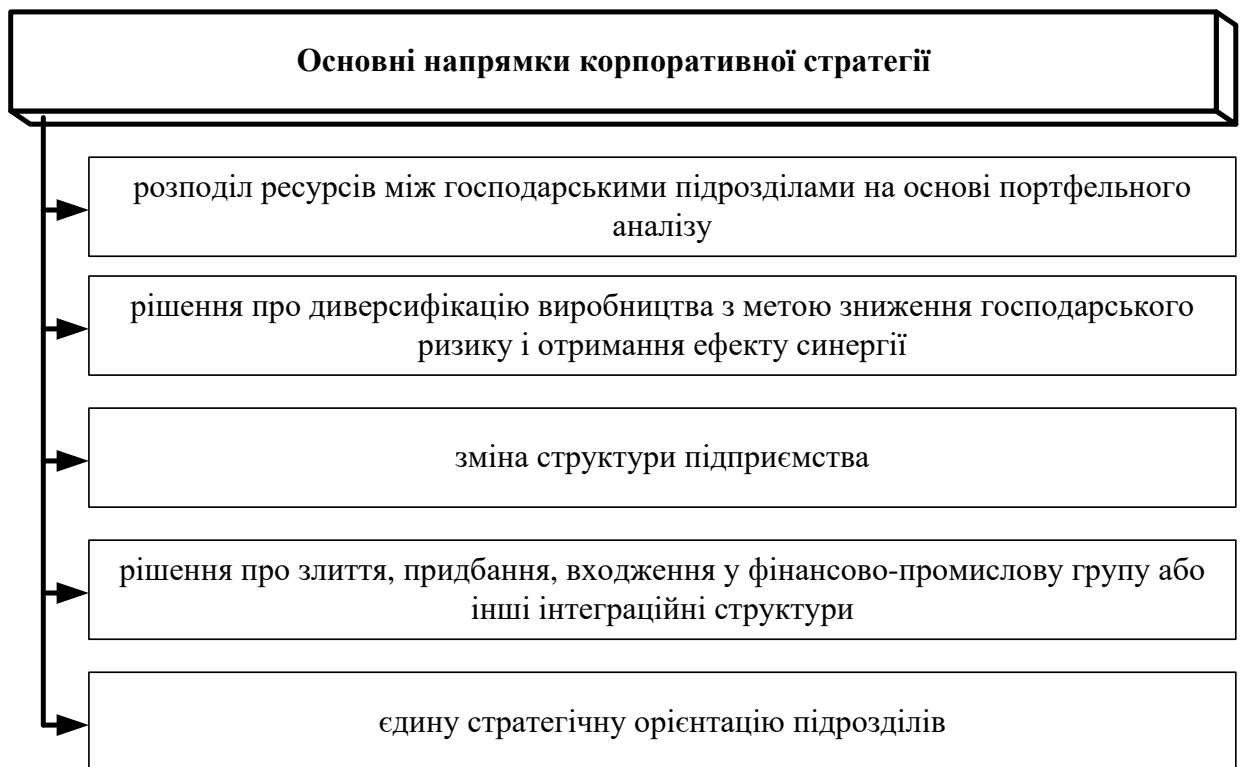 Основні напрямки корпоративної стратегії
розподіл ресурсів між господарськими підрозділами на основі портфельного
аналізу
рішення про диверсифікацію виробництва з метою зниження господарського
ризику і отримання ефекту синергії
зміна структури підприємства
рішення про злиття, придбання, входження у фінансово-промислову групу або
інші інтеграційні структури
єдину стратегічну орієнтацію підрозділів